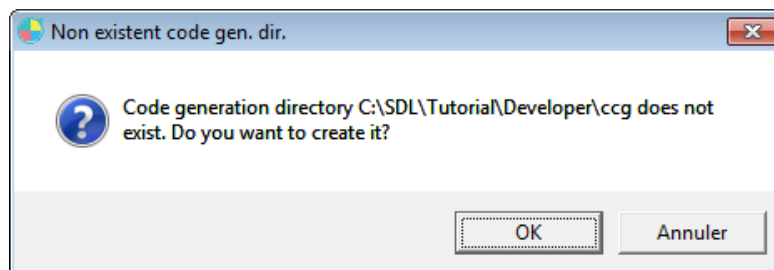 Non existent code gen. dir.
Code generation directory C:\SDL\Tutorial\Developer\ccg does not
exist. Do you want to create it?
OK
Annuler